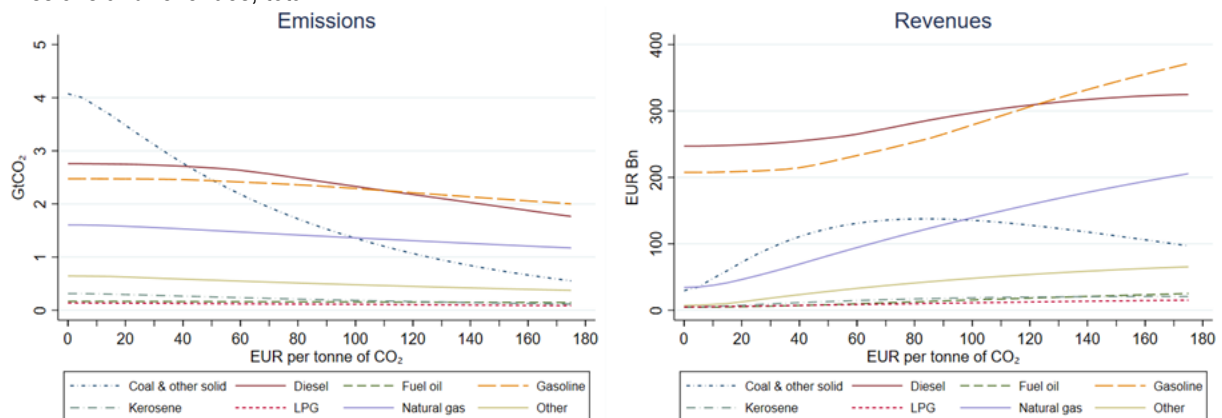 Emissions
Revenues
5
4
3
2
1
0
GtCO₂
0 20 40 60 80 100 120 140 160 180
EUR per tonne of CO₂
400
300
200
100
0
EUR Bn
0 20 40 60 80 100 120 140 160 180
EUR per tonne of CO₂
Coal & other solid Diesel Fuel oil Gasoline
Kerosene LPG Natural gas Other
Coal & other solid Diesel Fuel oil Gasoline
Kerosene LPG Natural gas Other